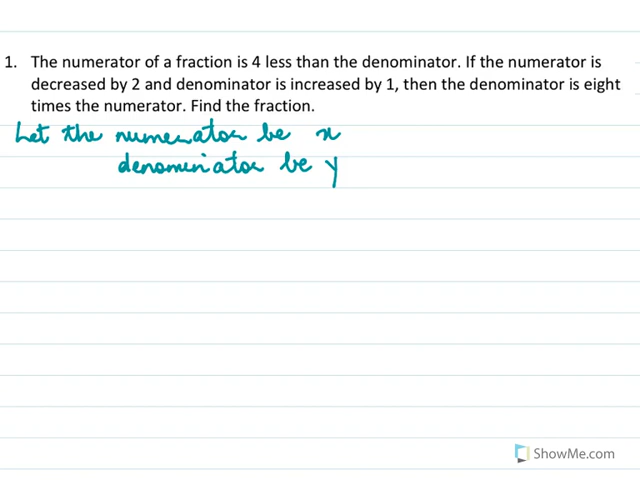 1. The numerator of a fraction is 4 less than the denominator. If the numerator is
decreased by 2 and denominator is increased by 1, then the denominator is eight
times the numerator. Find the fraction.
Let the numerator be x
denominator be y
ShowMe.com